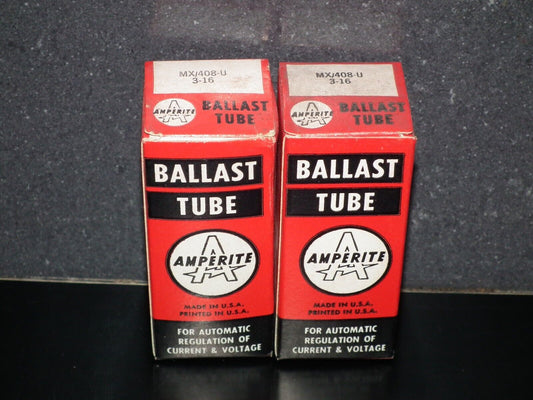 MX/408-U
3-16
AMPERITE
BALLAST
TUBE
BALLAST
TUBE
AMPERITE
MADE IN U.S.A.
PRINTED IN U.S.A.
FOR AUTOMATIC
REGULATION OF
CURRENT & VOLTAGE
MX/408-U
3-16
AMPERITE
BALLAST
TUBE
BALLAST
TUBE
AMPERITE
MADE IN U.S.A.
PRINTED IN U.S.A.
FOR AUTOMATIC
REGULATION OF
CURRENT & VOLTAGE